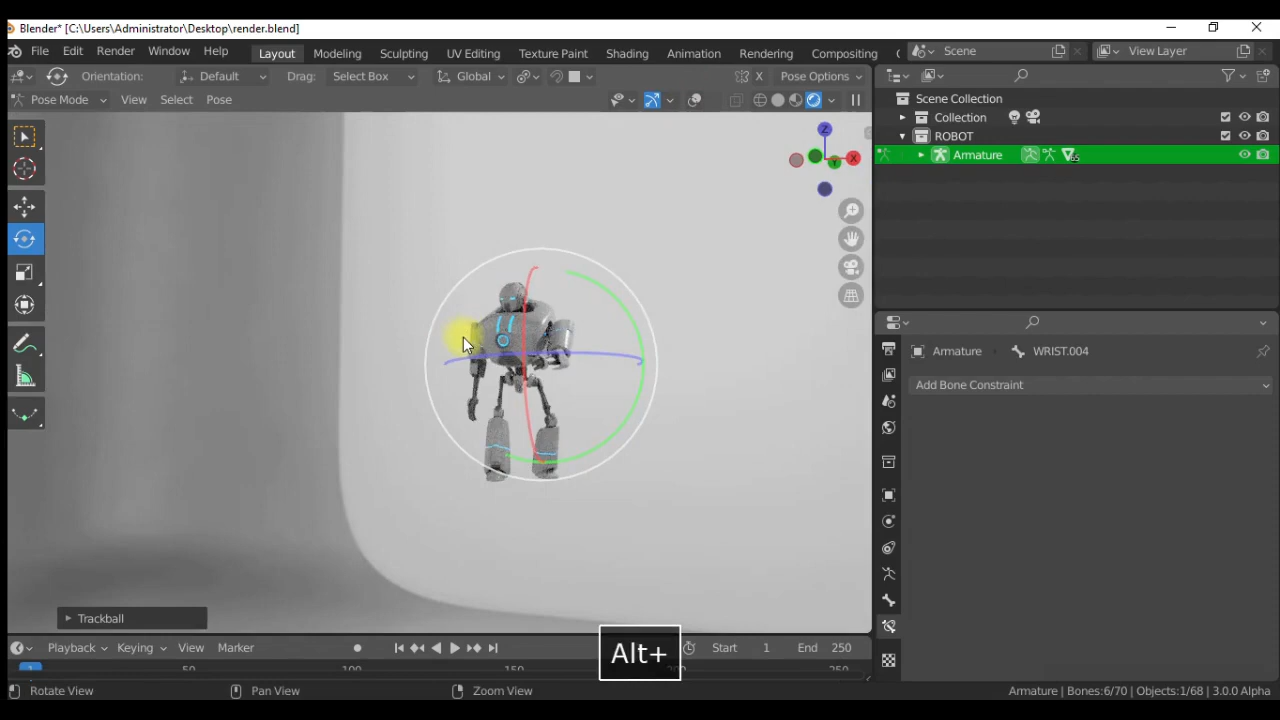 Blender* [C:\Users\Administrator\Desktop\render.blend]
File Edit Render Window Help Layout Modeling Sculpting UV Editing Texture Paint Shading Animation Rendering Compositing Scene View Layer
Orientation: Default Drag: Select Box Global X Pose Options
Pose Mode View Select Pose
Scene Collection
Collection
ROBOT
Armature 65
Z
X
Y
Armature WRIST.004
Add Bone Constraint
Trackball
Alt+
Playback Keying View Marker Start 1 End 250
1 50 100 150 200 250
Rotate View Pan View Zoom View Armature | Bones:6/70 | Objects:1/68 | 3.0.0 Alpha